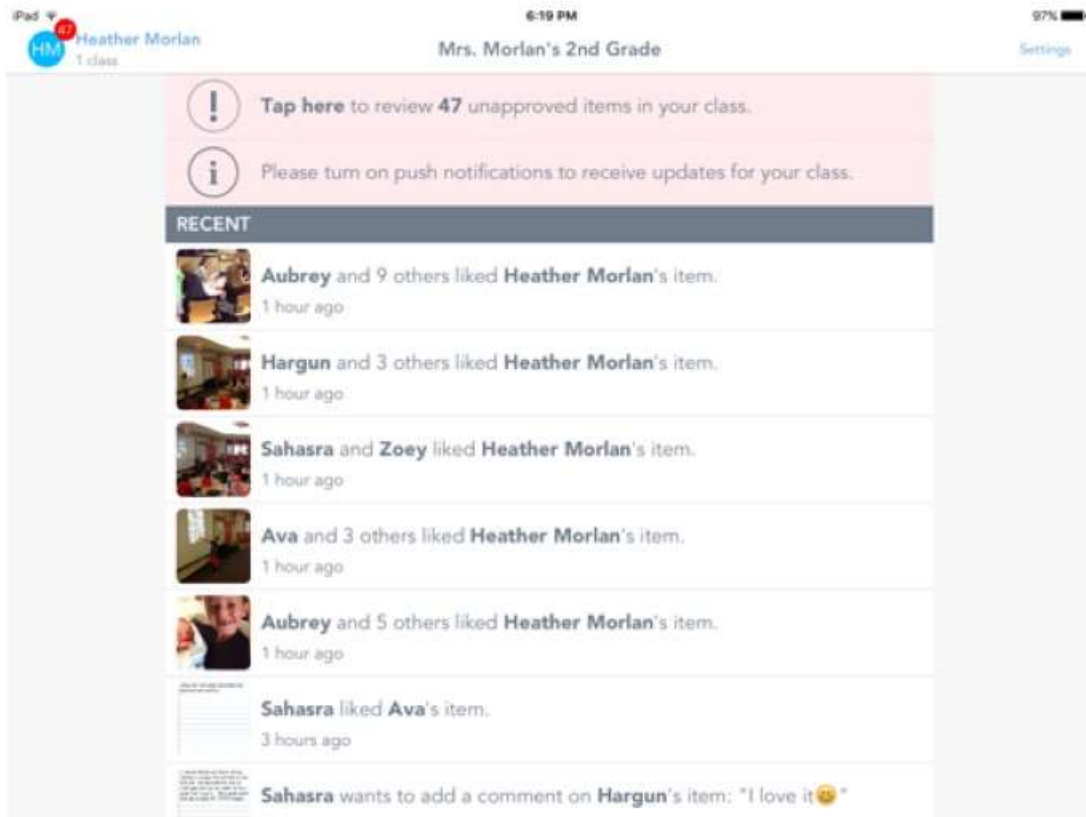 iPad 6:19 PM 97%
47
HM Heather Morlan
1 class
Mrs. Morlan's 2nd Grade
Settings
Tap here to review 47 unapproved items in your class.
Please turn on push notifications to receive updates for your class.
RECENT
Aubrey and 9 others liked Heather Morlan's item.
1 hour ago
Hargun and 3 others liked Heather Morlan's item.
1 hour ago
Sahasra and Zoey liked Heather Morlan's item.
1 hour ago
Ava and 3 others liked Heather Morlan's item.
1 hour ago
Aubrey and 5 others liked Heather Morlan's item.
1 hour ago
Sahasra liked Ava's item.
3 hours ago
Sahasra wants to add a comment on Hargun's item: "I love it😄"